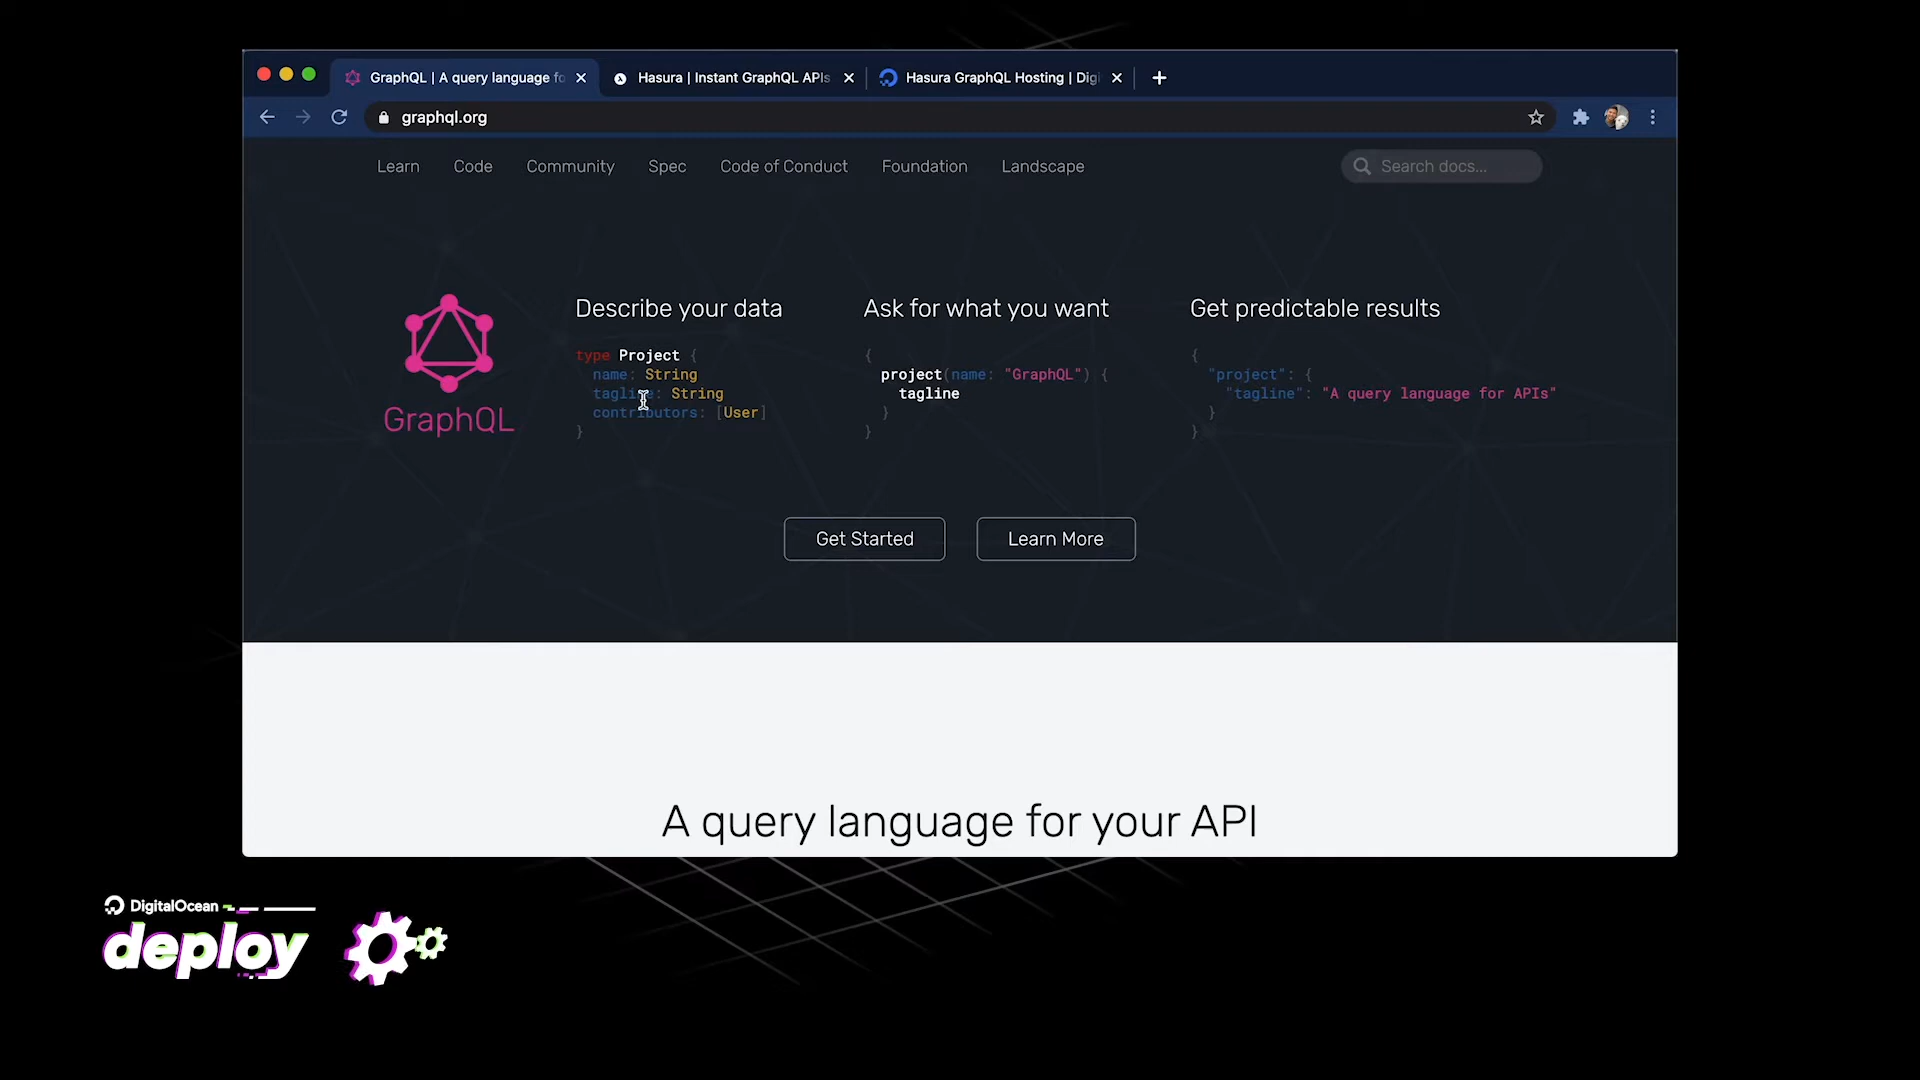 GraphQL | A query language fo
Hasura | Instant GraphQL APIs
Hasura GraphQL Hosting | Digi
graphql.org
Learn Code Community Spec Code of Conduct Foundation Landscape
Search docs...
GraphQL
Describe your data
type Project {
name: String
tagline: String
contributors: [User]
}
Ask for what you want
{
project(name: "GraphQL") {
tagline
}
}
Get predictable results
{
"project": {
"tagline": "A query language for APIs"
}
}
Get Started
Learn More
A query language for your API
DigitalOcean
deploy